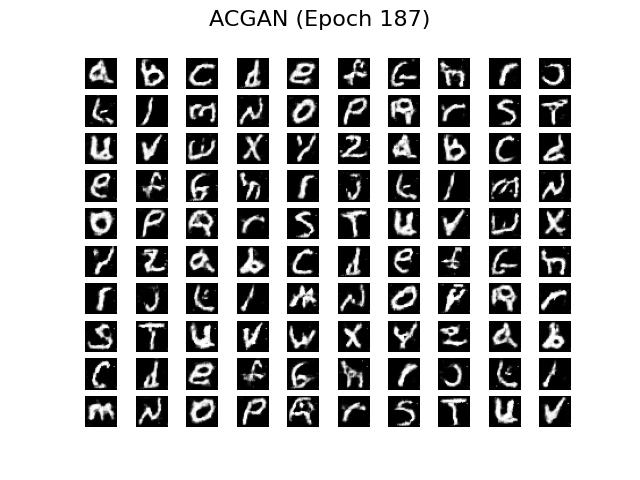 ACGAN (Epoch 187)
a b c d e f G h I J
k l m N O P Q r S T
u v w X y z a b C d
e f G h I J k l m N
O P Q r S T u v w X
y z a b C d e f G h
I J k l m N O P Q r
S T u v w X y z a b
C d e f G h I J k l
m N O P Q r S T u v